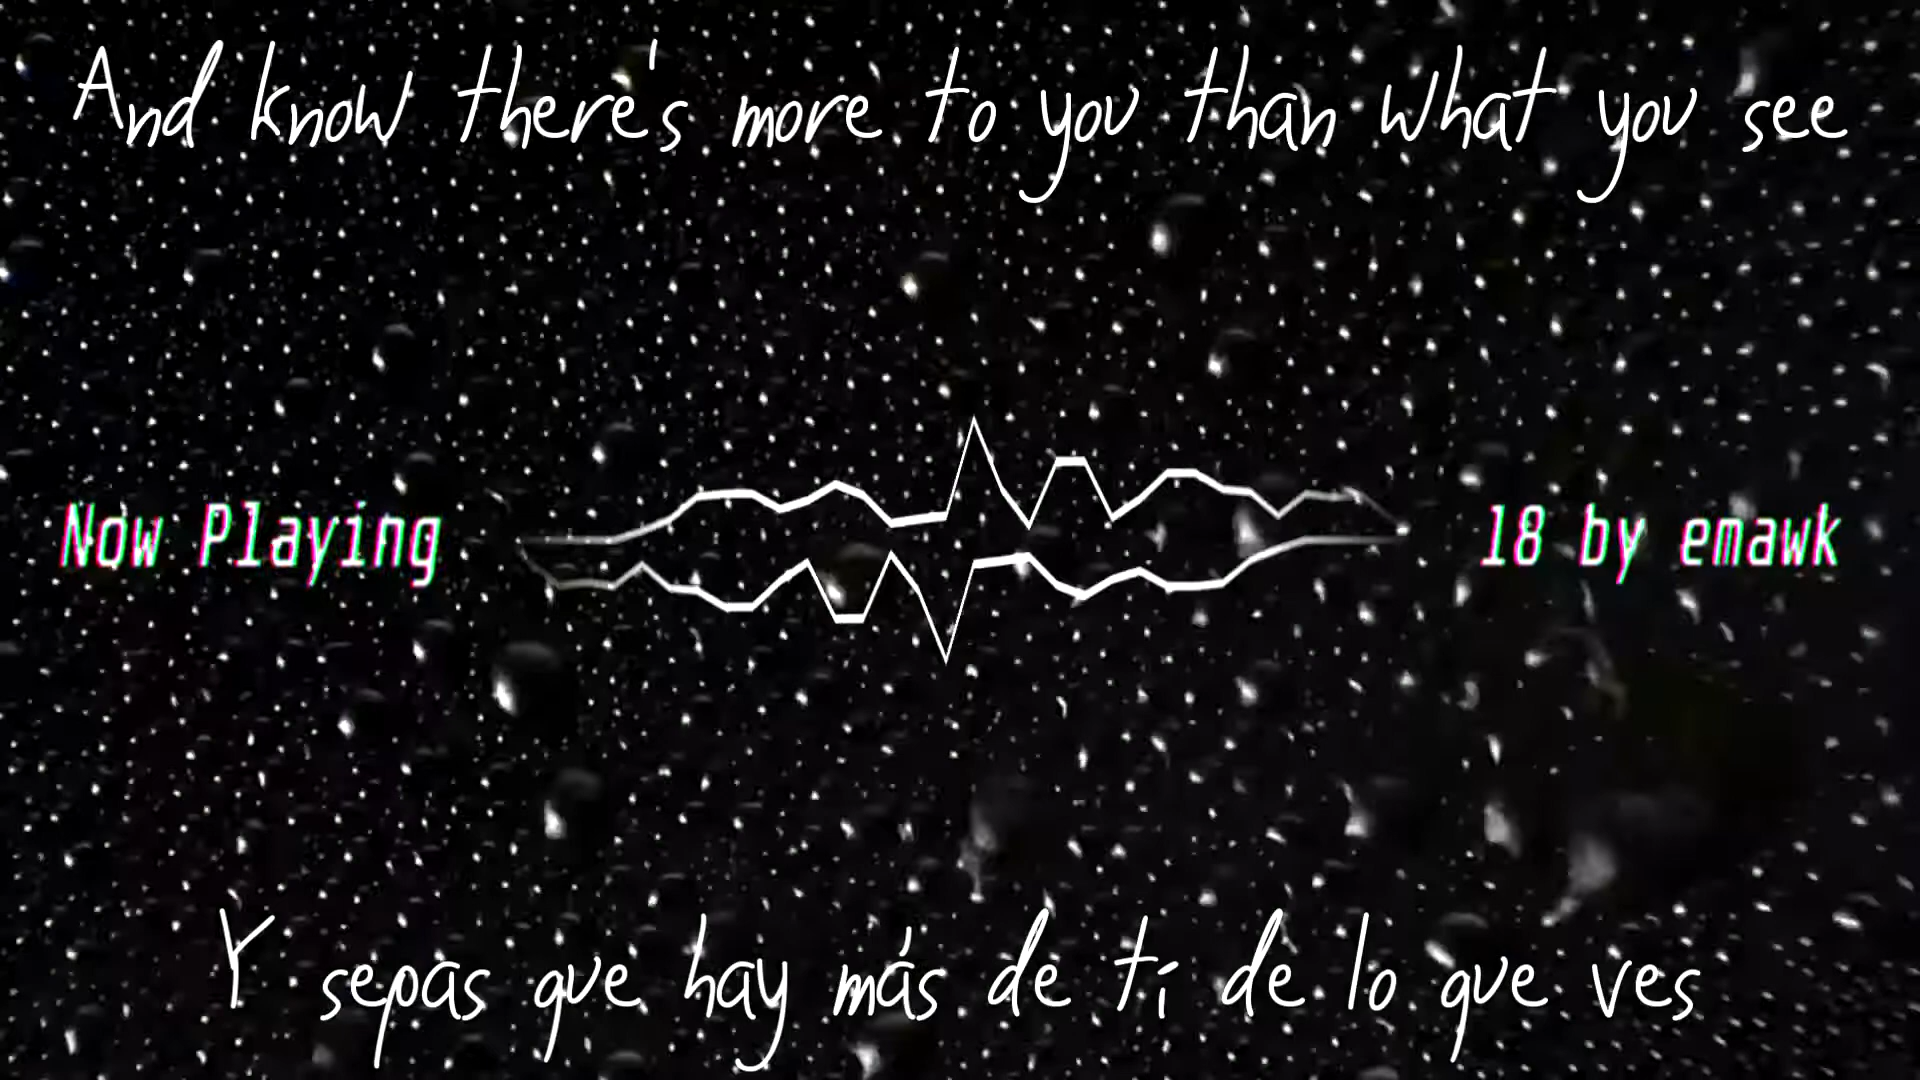 And know there's more to you than what you see
Now Playing
18 by emawk
Y sepas que hay más de ti de lo que ves